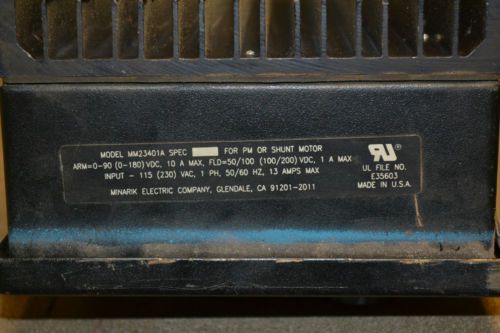 MODEL MM23401A SPEC FOR PM OR SHUNT MOTOR
ARM=0-90 (0-180) VDC, 10 A MAX, FLD=50/100 (100/200) VDC, 1 A MAX
INPUT - 115 (230) VAC, 1 PH, 50/60 HZ, 13 AMPS MAX
MINARIK ELECTRIC COMPANY, GLENDALE, CA 91201-2011
UL FILE NO.
E35603
MADE IN U.S.A.